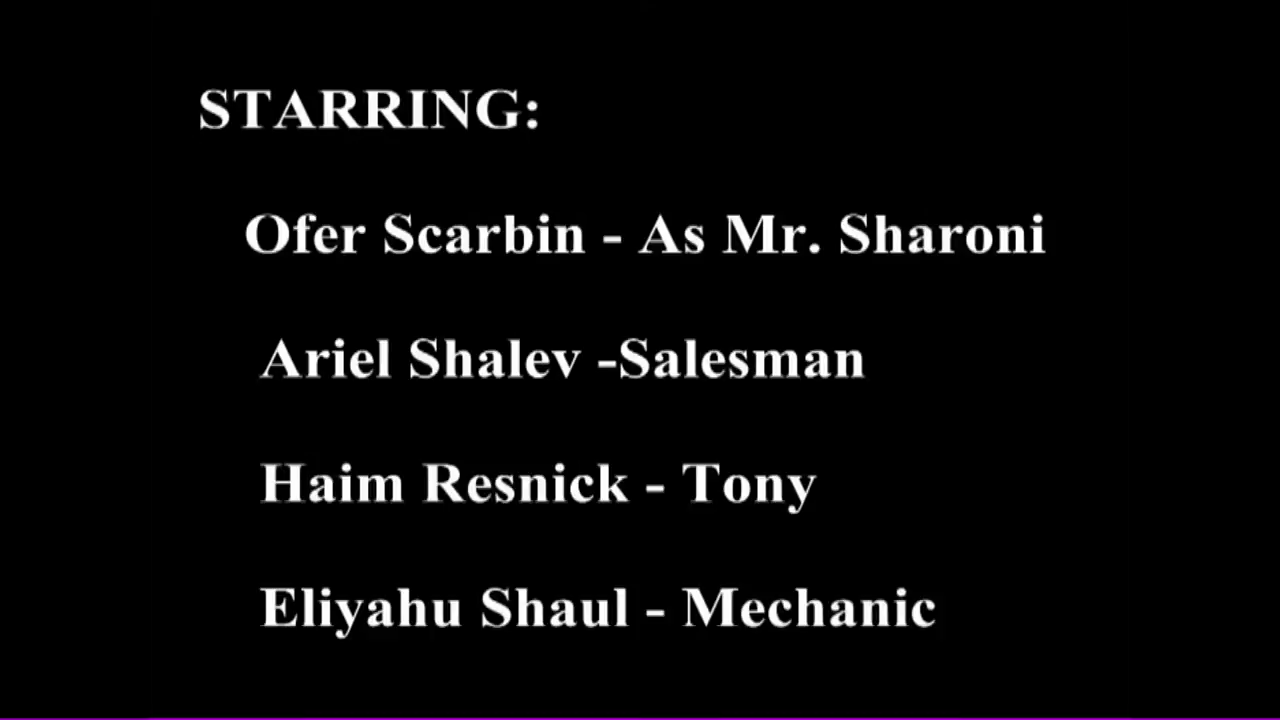 STARRING:
Ofer Scarbin - As Mr. Sharoni
Ariel Shalev -Salesman
Haim Resnick - Tony
Eliyahu Shaul - Mechanic